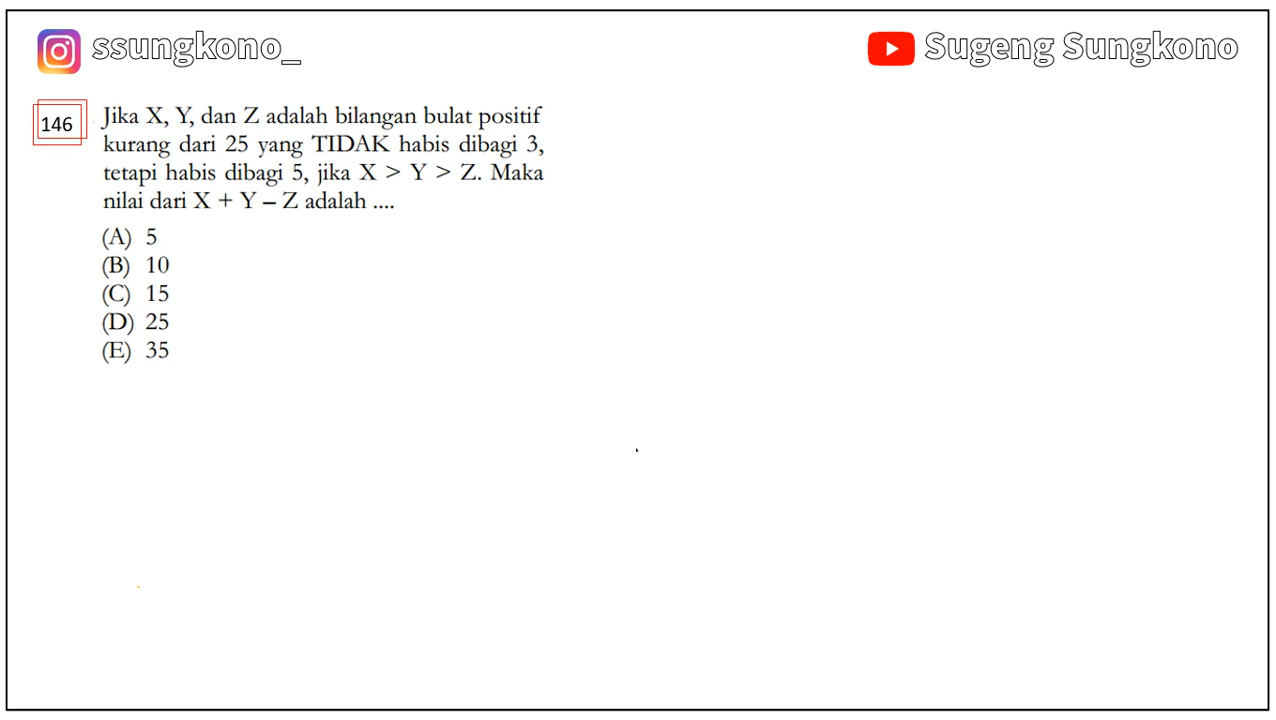 ssungkono_
Sugeng Sungkono
146
Jika X, Y, dan Z adalah bilangan bulat positif
kurang dari 25 yang TIDAK habis dibagi 3,
tetapi habis dibagi 5, jika X > Y > Z. Maka
nilai dari X + Y – Z adalah ....
(A) 5
(B) 10
(C) 15
(D) 25
(E) 35